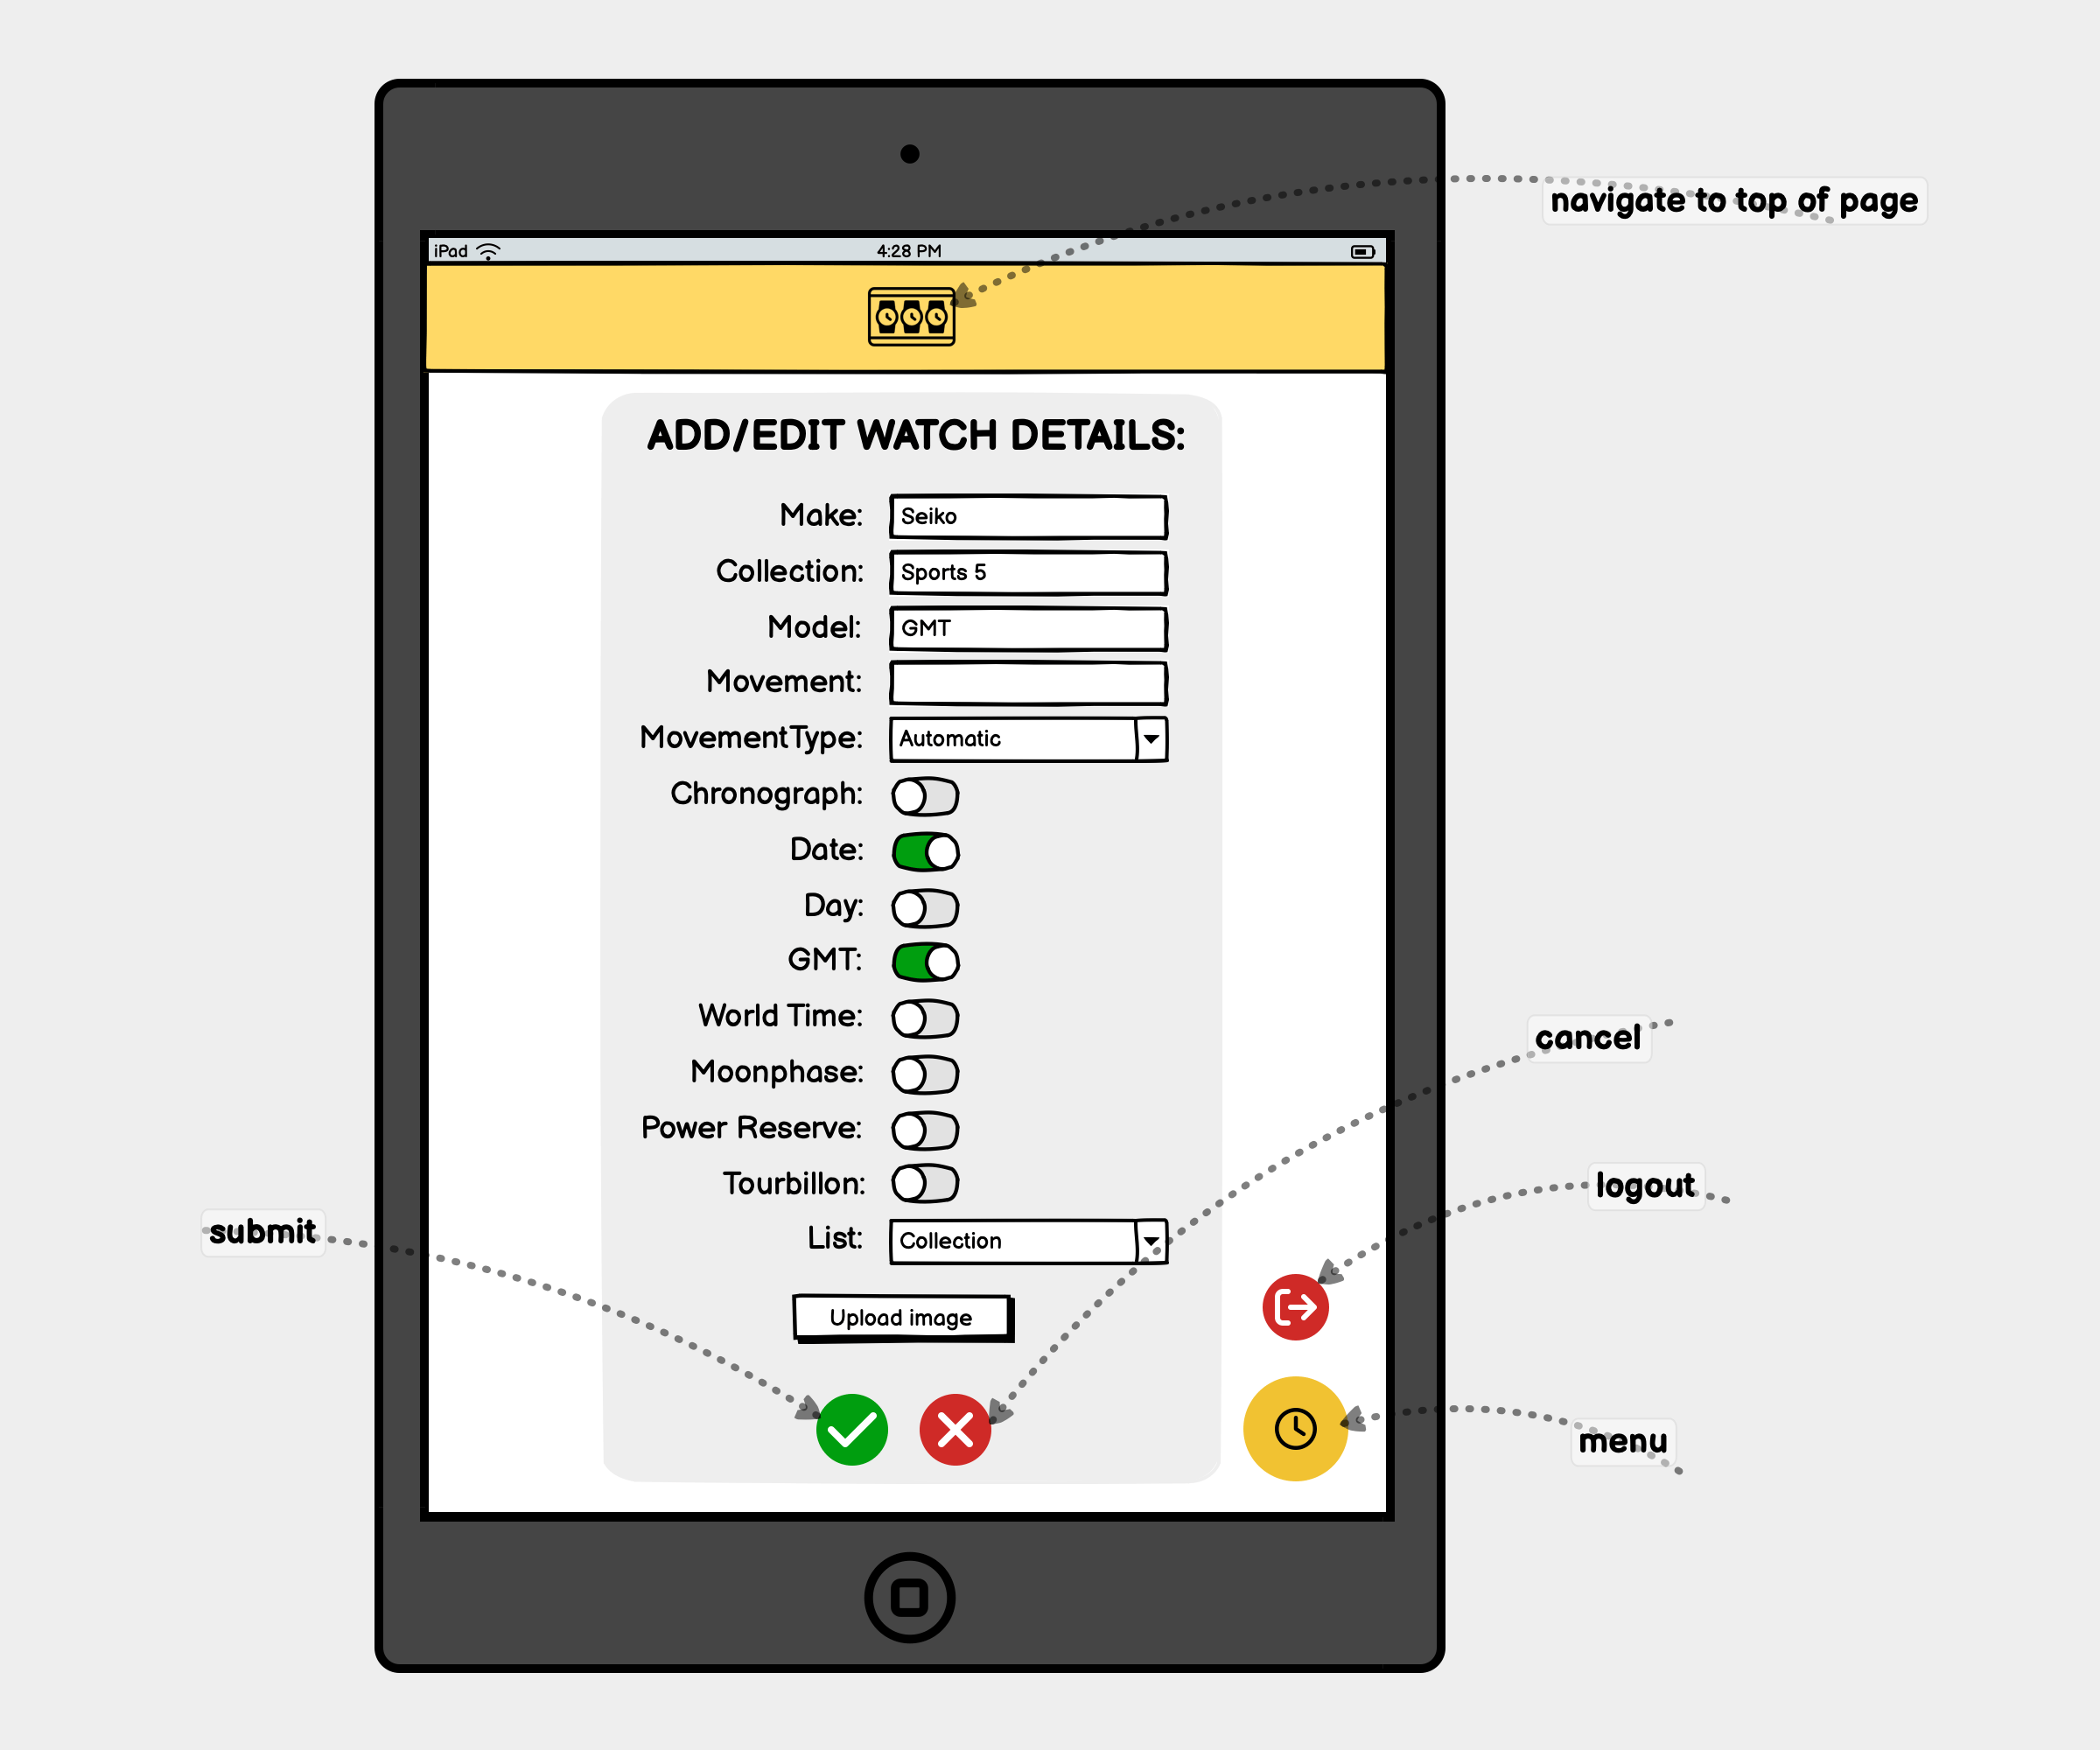 navigate to top of page
iPad 4:28 PM
ADD/EDIT WATCH DETAILS:
Make: Seiko
Collection: Sports 5
Model: GMT
Movement:
MovementType: Automatic
Chronograph:
Date:
Day:
GMT:
World Time:
cancel
Moonphase:
Power Reserve:
Tourbillon:
logout
submit
List: Collection
Upload image
menu